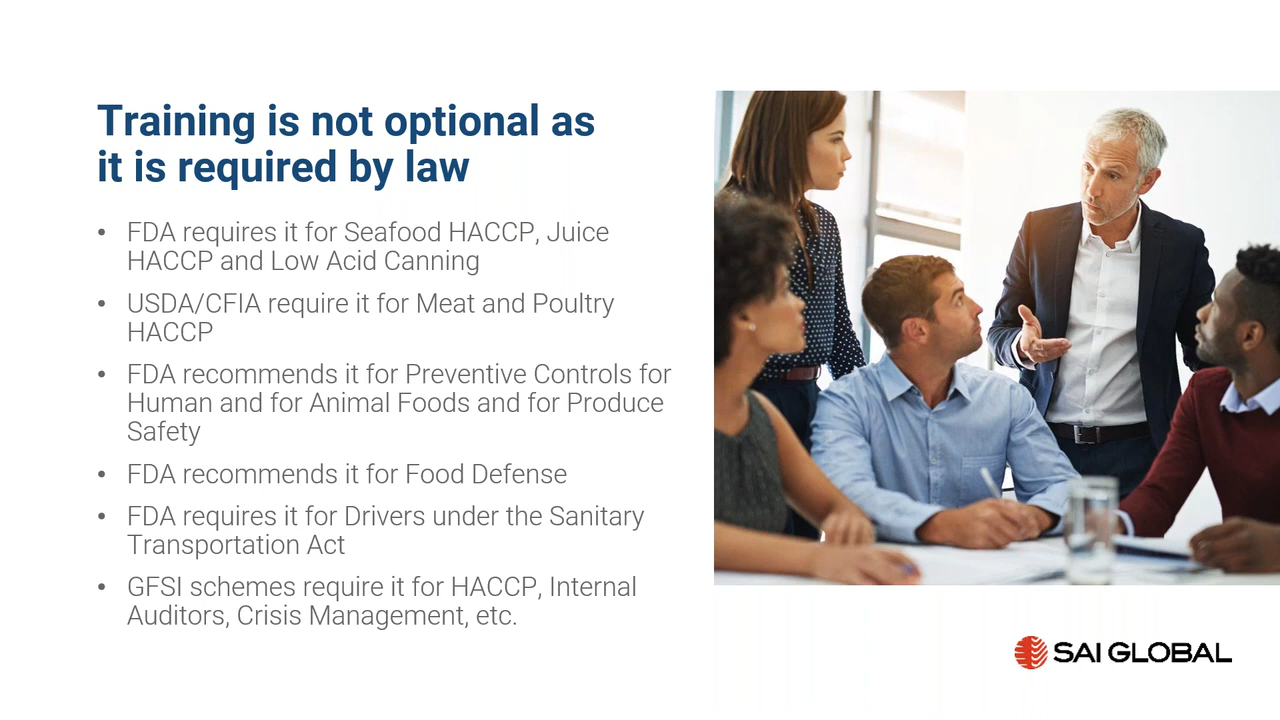 Training is not optional as
it is required by law
• FDA requires it for Seafood HACCP, Juice
HACCP and Low Acid Canning
• USDA/CFIA require it for Meat and Poultry
HACCP
• FDA recommends it for Preventive Controls for
Human and for Animal Foods and for Produce
Safety
• FDA recommends it for Food Defense
• FDA requires it for Drivers under the Sanitary
Transportation Act
• GFSI schemes require it for HACCP, Internal
Auditors, Crisis Management, etc.
SAI GLOBAL